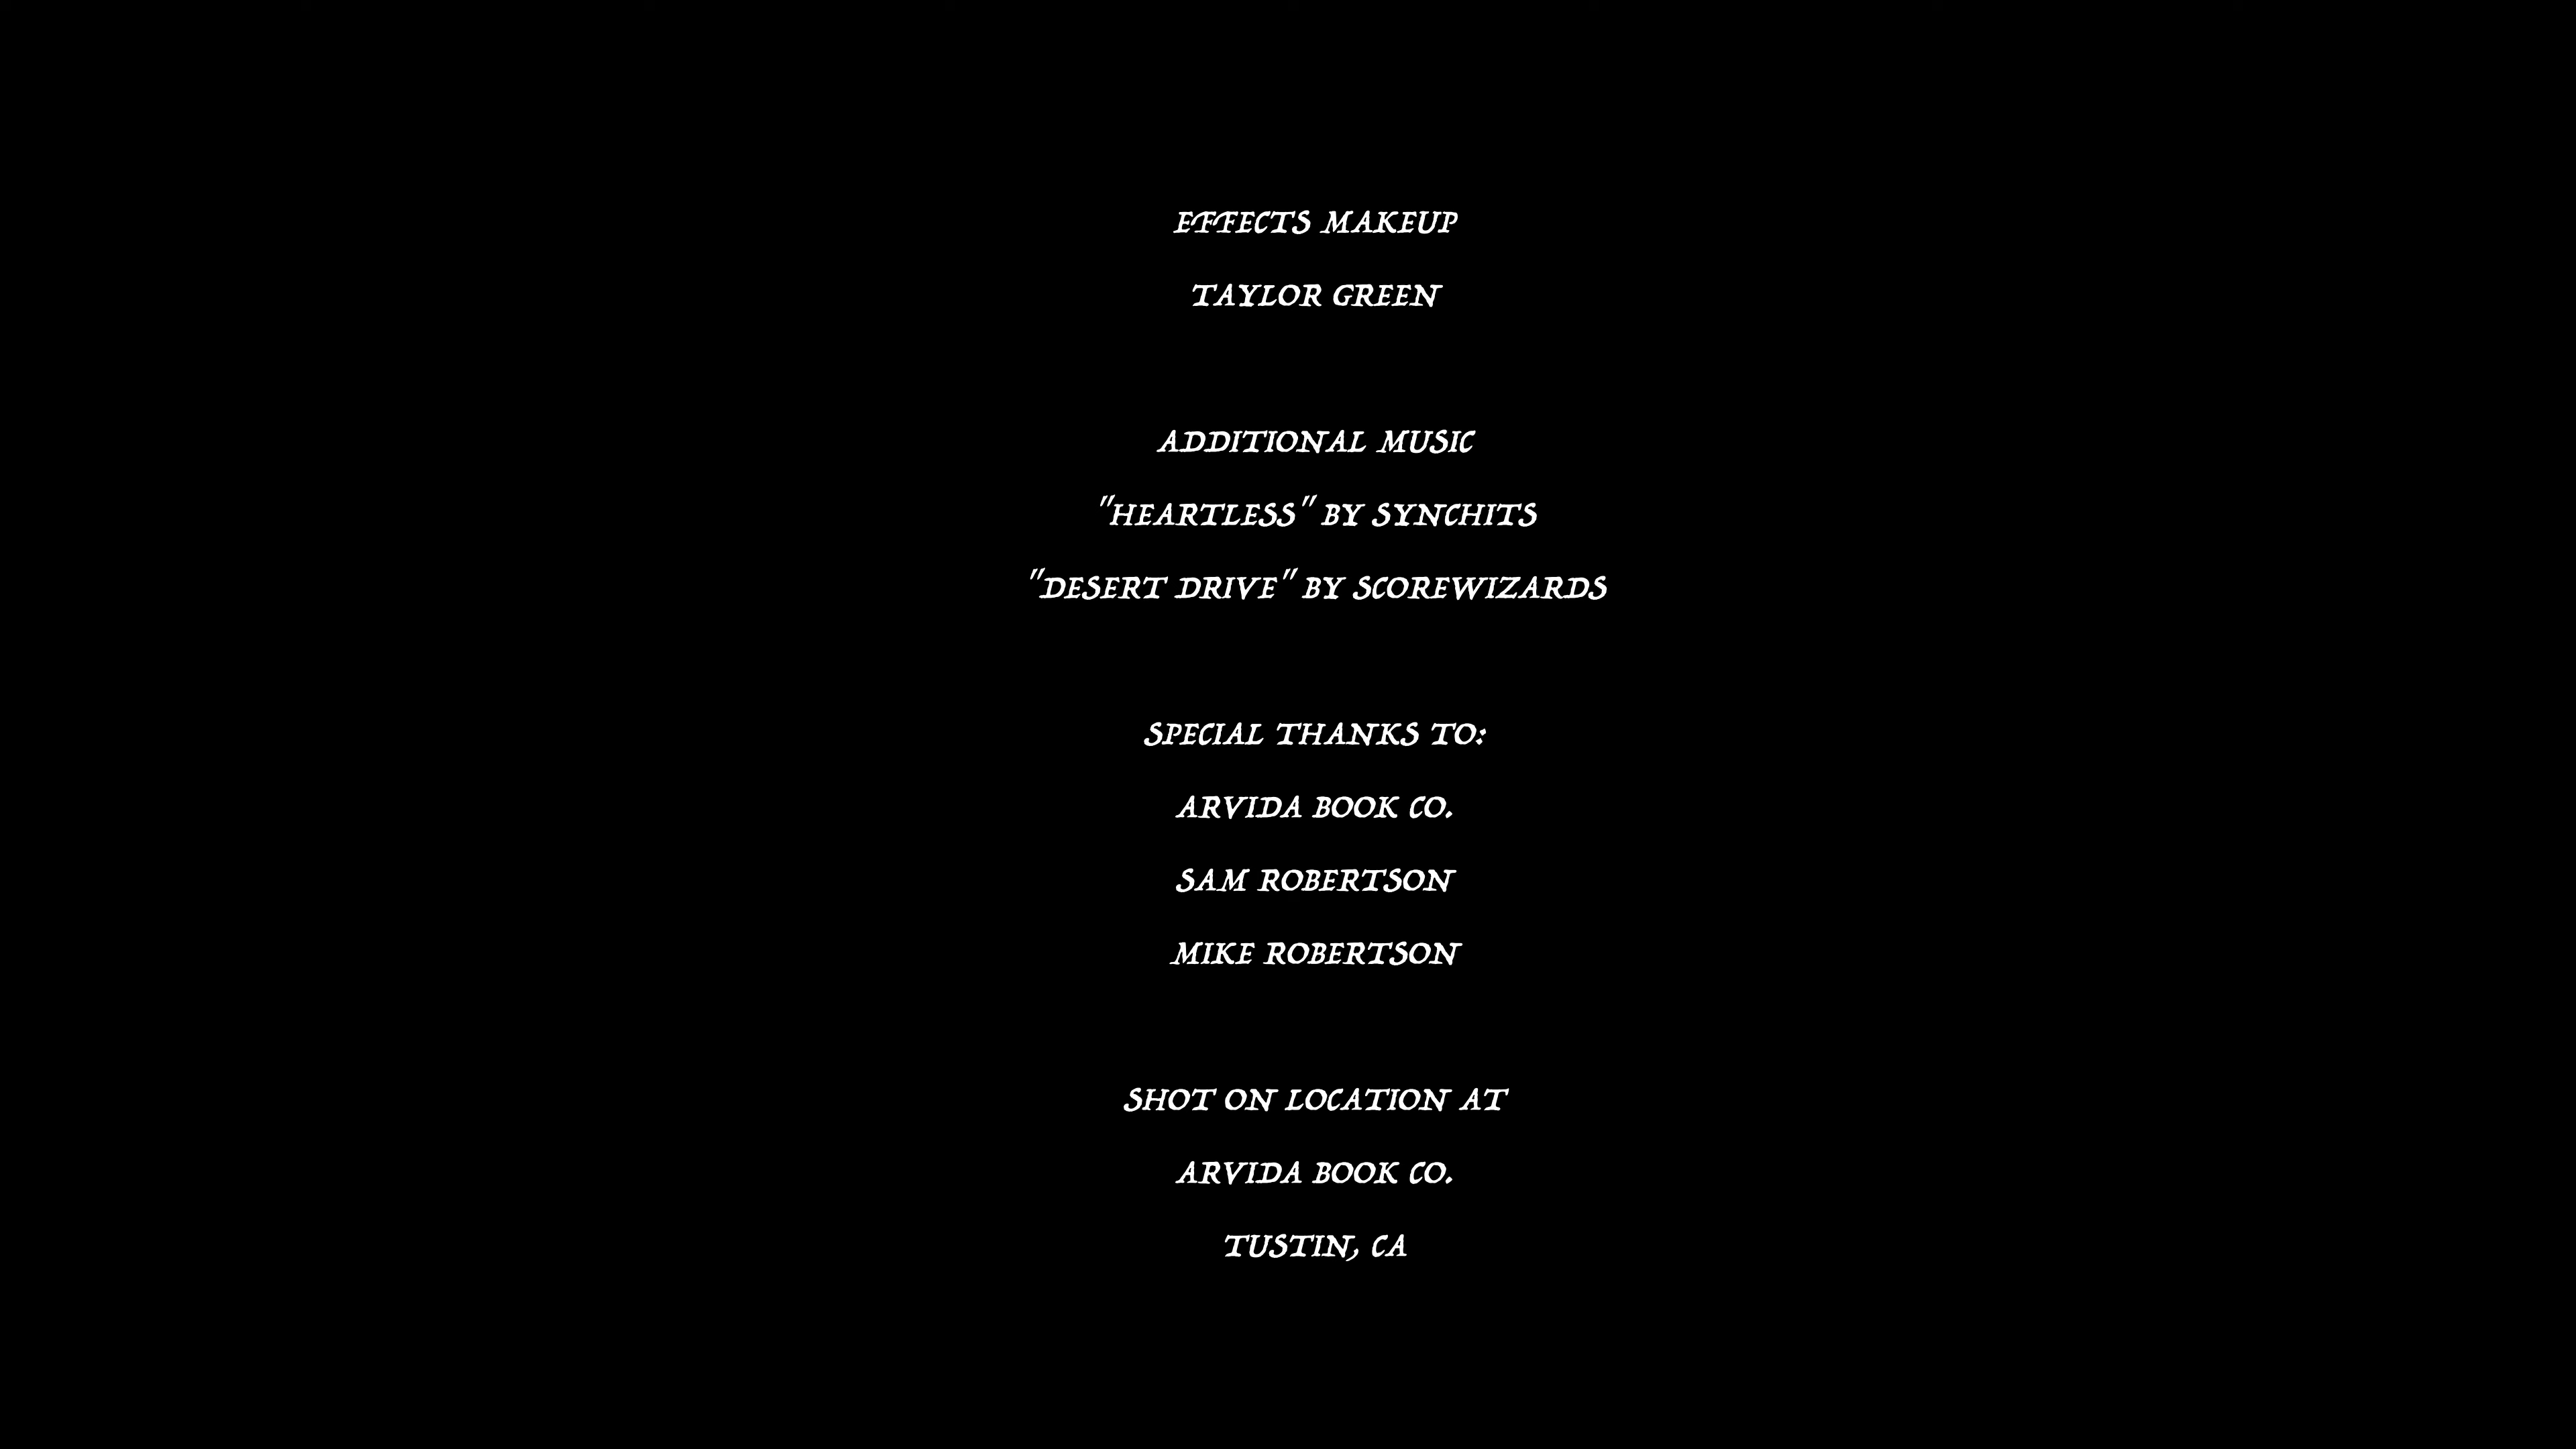 EFFECTS MAKEUP
TAYLOR GREEN
ADDITIONAL MUSIC
"HEARTLESS" BY SYNCHITS
"DESERT DRIVE" BY SCOREWIZARDS
SPECIAL THANKS TO:
ARVIDA BOOK CO.
SAM ROBERTSON
MIKE ROBERTSON
SHOT ON LOCATION AT
ARVIDA BOOK CO.
TUSTIN, CA